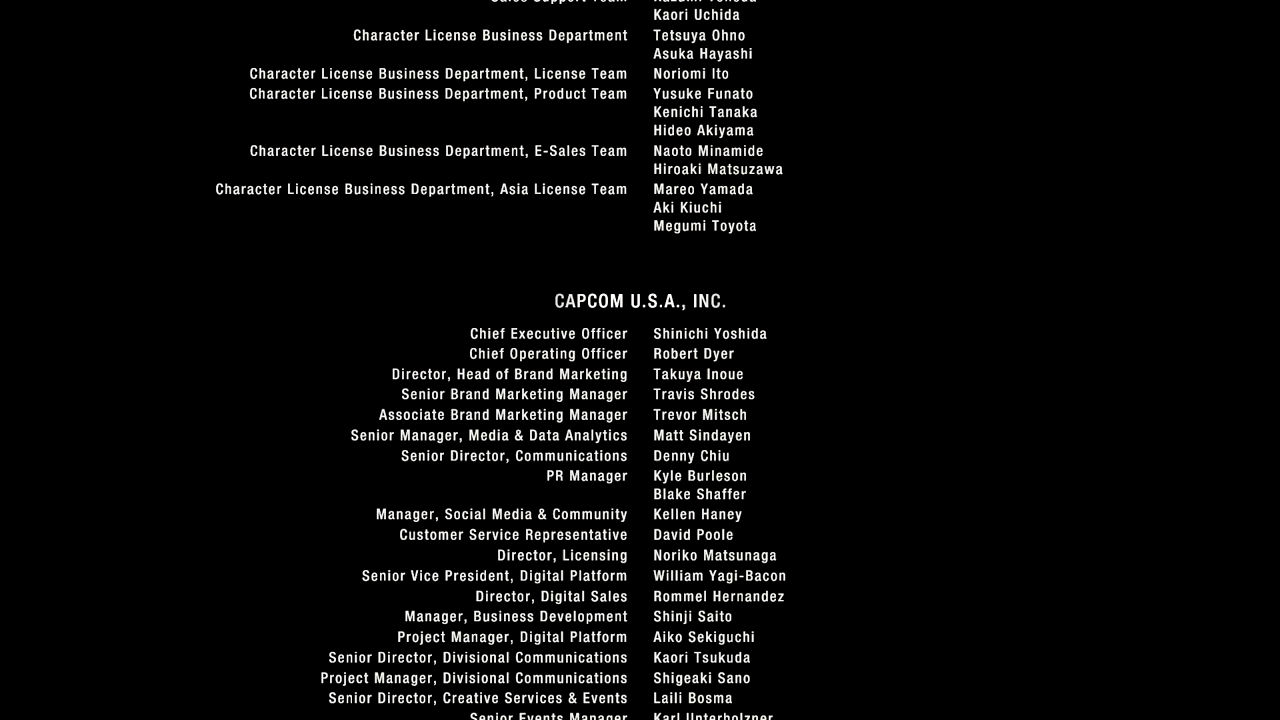 Kaori Uchida
Character License Business Department Tetsuya Ohno
Asuka Hayashi
Character License Business Department, License Team Noriomi Ito
Character License Business Department, Product Team Yusuke Funato
Kenichi Tanaka
Hideo Akiyama
Character License Business Department, E-Sales Team Naoto Minamide
Hiroaki Matsuzawa
Character License Business Department, Asia License Team Mareo Yamada
Aki Kiuchi
Megumi Toyota
CAPCOM U.S.A., INC.
Chief Executive Officer Shinichi Yoshida
Chief Operating Officer Robert Dyer
Director, Head of Brand Marketing Takuya Inoue
Senior Brand Marketing Manager Travis Shrodes
Associate Brand Marketing Manager Trevor Mitsch
Senior Manager, Media & Data Analytics Matt Sindayen
Senior Director, Communications Denny Chiu
PR Manager Kyle Burleson
Blake Shaffer
Manager, Social Media & Community Kellen Haney
Customer Service Representative David Poole
Director, Licensing Noriko Matsunaga
Senior Vice President, Digital Platform William Yagi-Bacon
Director, Digital Sales Rommel Hernandez
Manager, Business Development Shinji Saito
Project Manager, Digital Platform Aiko Sekiguchi
Senior Director, Divisional Communications Kaori Tsukuda
Project Manager, Divisional Communications Shigeaki Sano
Senior Director, Creative Services & Events Laili Bosma
Senior Events Manager Karl Unterholzner